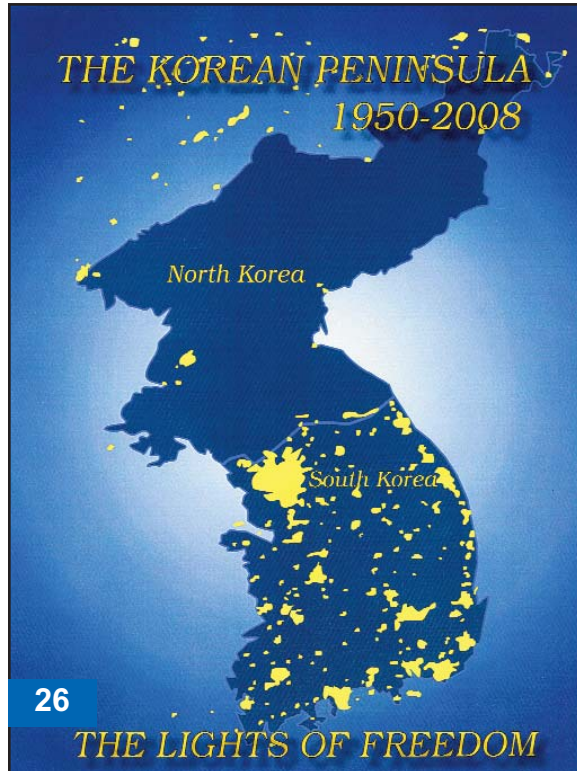 THE KOREAN PENINSULA
1950-2008
North Korea
South Korea
26
THE LIGHTS OF FREEDOM